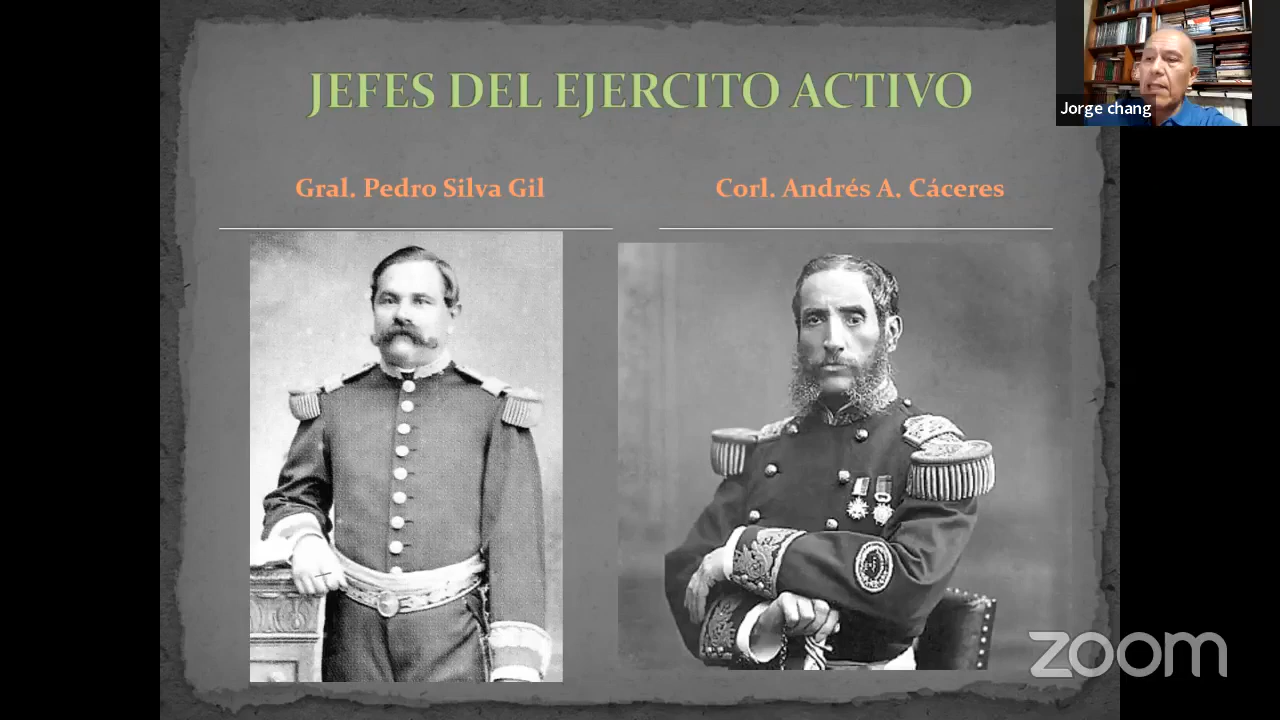 JEFES DEL EJERCITO ACTIVO
Jorge chang
Gral. Pedro Silva Gil
Corl. Andrés A. Cáceres
zoom